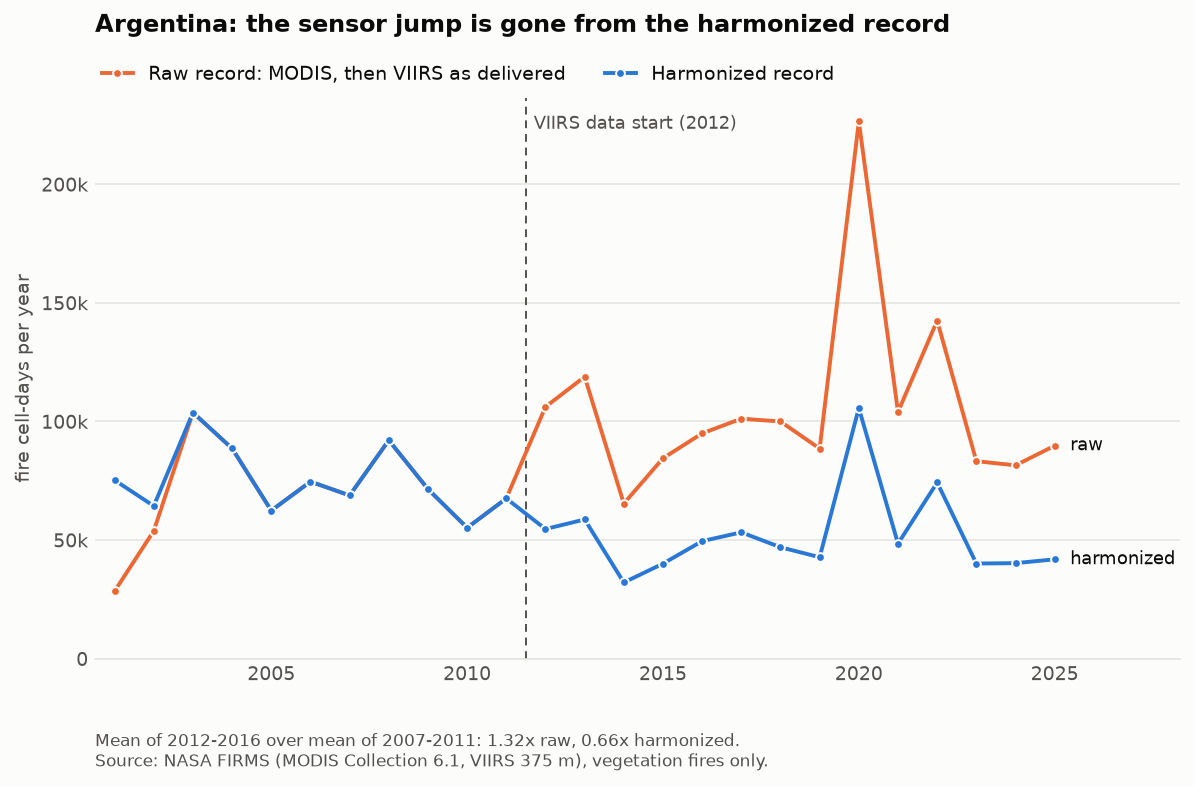 Argentina: the sensor jump is gone from the harmonized record
Raw record: MODIS, then VIIRS as delivered
Harmonized record
VIIRS data start (2012)
fire cell-days per year
200k
150k
100k
50k
0
raw
harmonized
2005
2010
2015
2020
2025
Mean of 2012-2016 over mean of 2007-2011: 1.32x raw, 0.66x harmonized.
Source: NASA FIRMS (MODIS Collection 6.1, VIIRS 375 m), vegetation fires only.